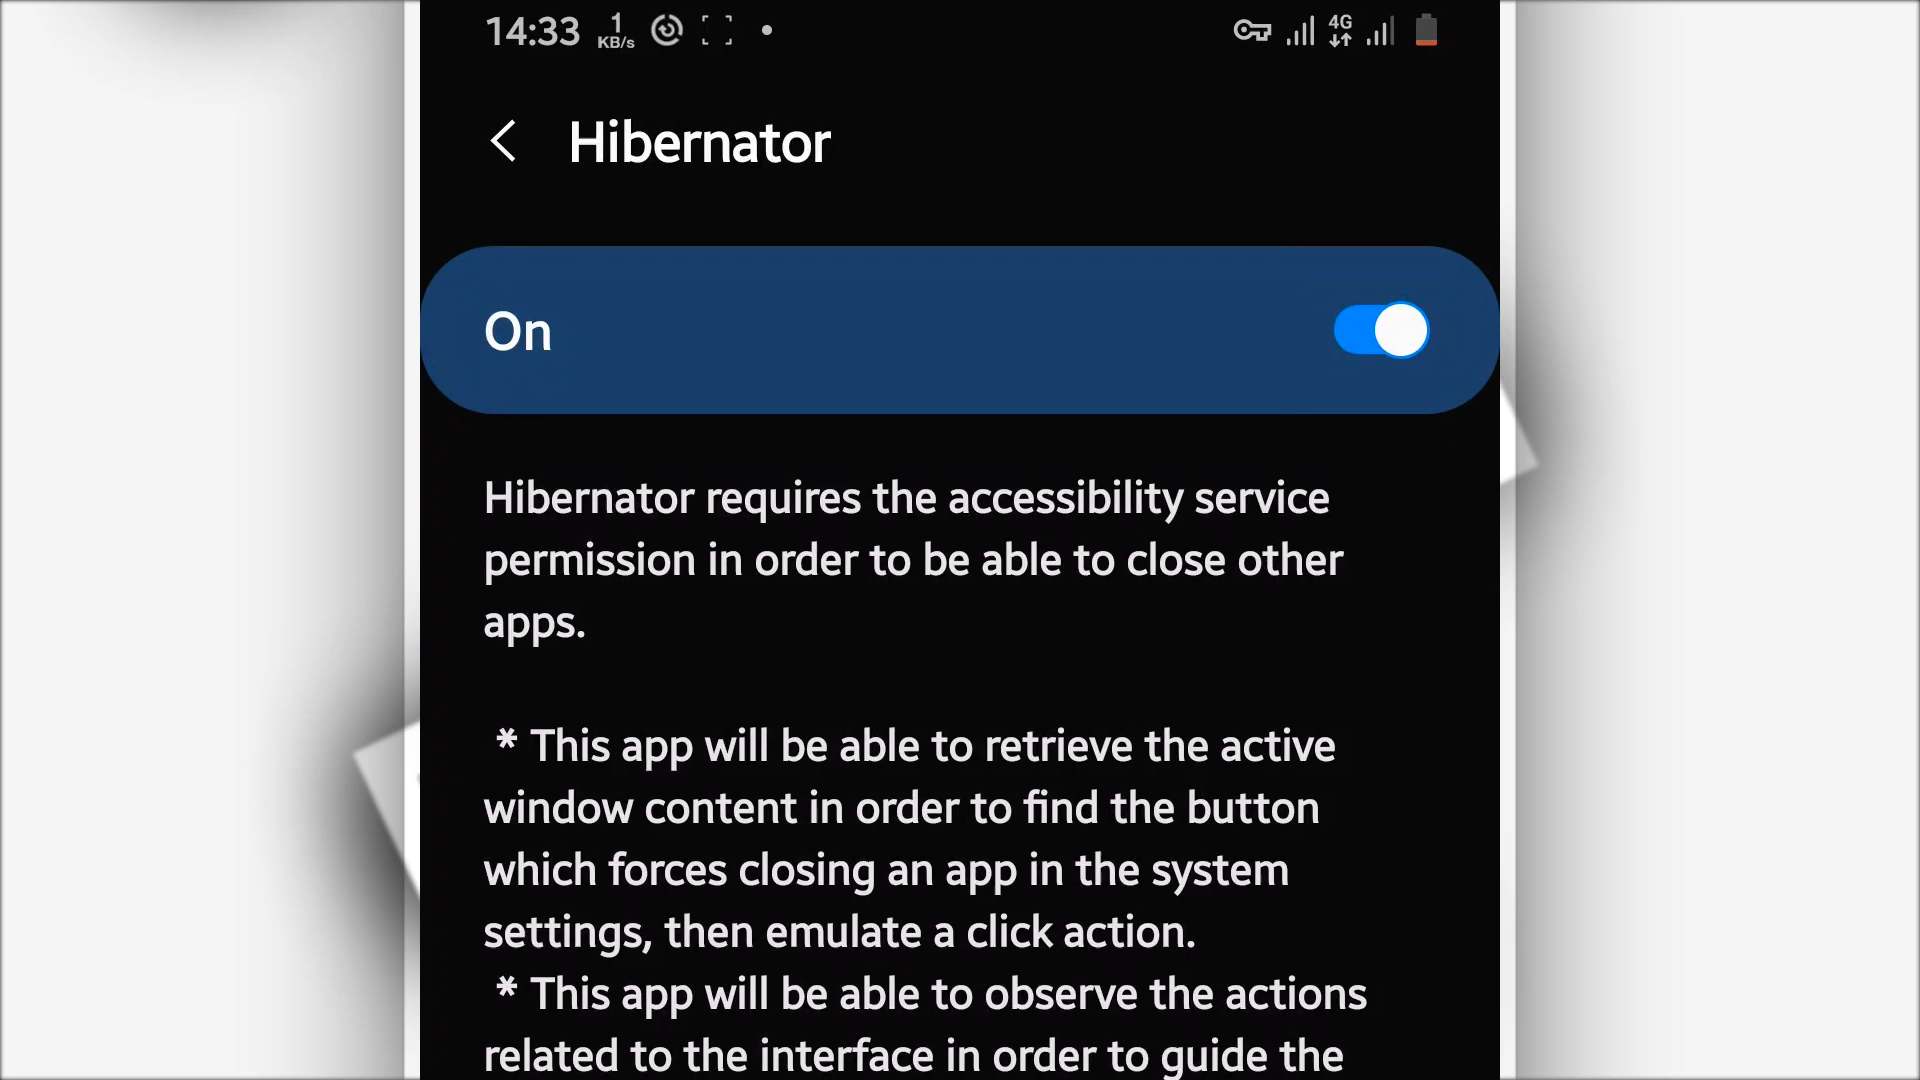 14:33 1 KB/s 4G
Hibernator
On
Hibernator requires the accessibility service
permission in order to be able to close other
apps.
* This app will be able to retrieve the active
window content in order to find the button
which forces closing an app in the system
settings, then emulate a click action.
* This app will be able to observe the actions
related to the interface in order to guide the